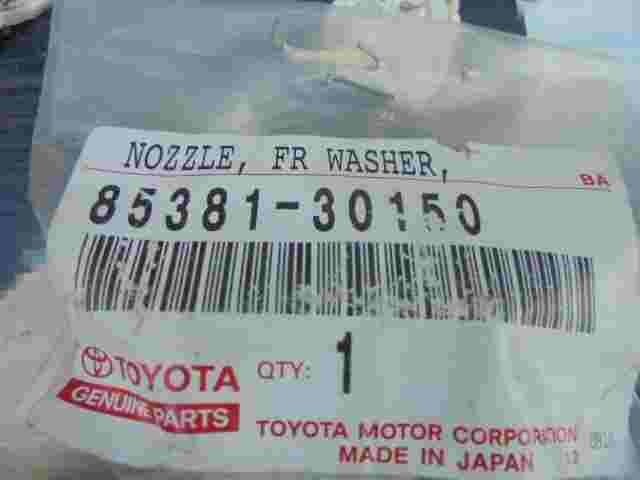 NOZZLE, FR WASHER,
BA
85381-30150
TOYOTA QTY: 1
GENUINE PARTS
TOYOTA MOTOR CORPORATION
MADE IN JAPAN